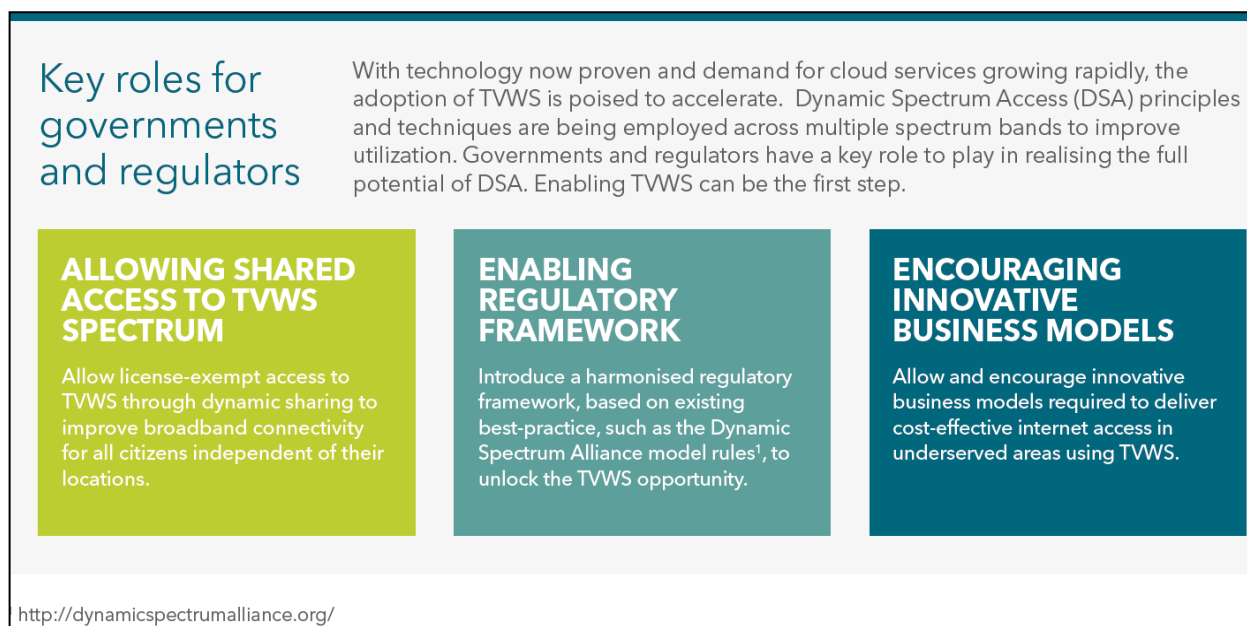 Key roles for
governments
and regulators
With technology now proven and demand for cloud services growing rapidly, the
adoption of TVWS is poised to accelerate.  Dynamic Spectrum Access (DSA) principles
and techniques are being employed across multiple spectrum bands to improve
utilization. Governments and regulators have a key role to play in realising the full
potential of DSA. Enabling TVWS can be the first step.
ALLOWING SHARED
ACCESS TO TVWS
SPECTRUM
Allow license-exempt access to
TVWS through dynamic sharing to
improve broadband connectivity
for all citizens independent of their
locations.
ENABLING
REGULATORY
FRAMEWORK
Introduce a harmonised regulatory
framework, based on existing
best-practice, such as the Dynamic
Spectrum Alliance model rules¹, to
unlock the TVWS opportunity.
ENCOURAGING
INNOVATIVE
BUSINESS MODELS
Allow and encourage innovative
business models required to deliver
cost-effective internet access in
underserved areas using TVWS.
http://dynamicspectrumalliance.org/